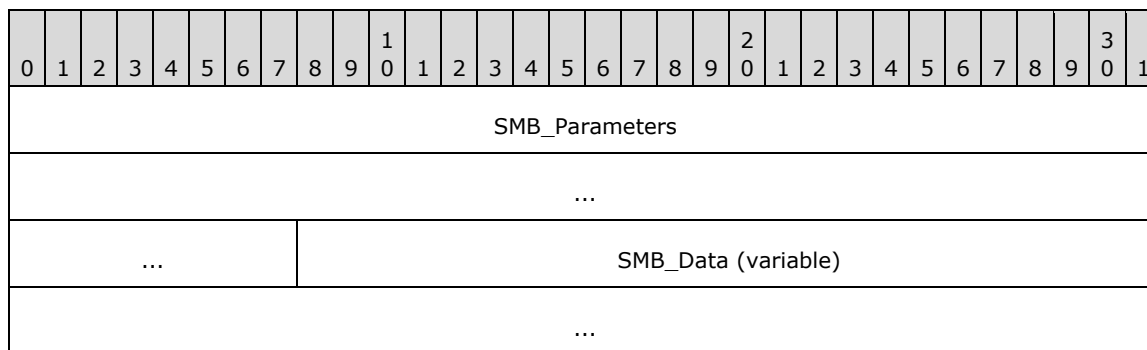 1 2 3
0 1 2 3 4 5 6 7 8 9 0 1 2 3 4 5 6 7 8 9 0 1 2 3 4 5 6 7 8 9 0 1
SMB_Parameters
...
... SMB_Data (variable)
...